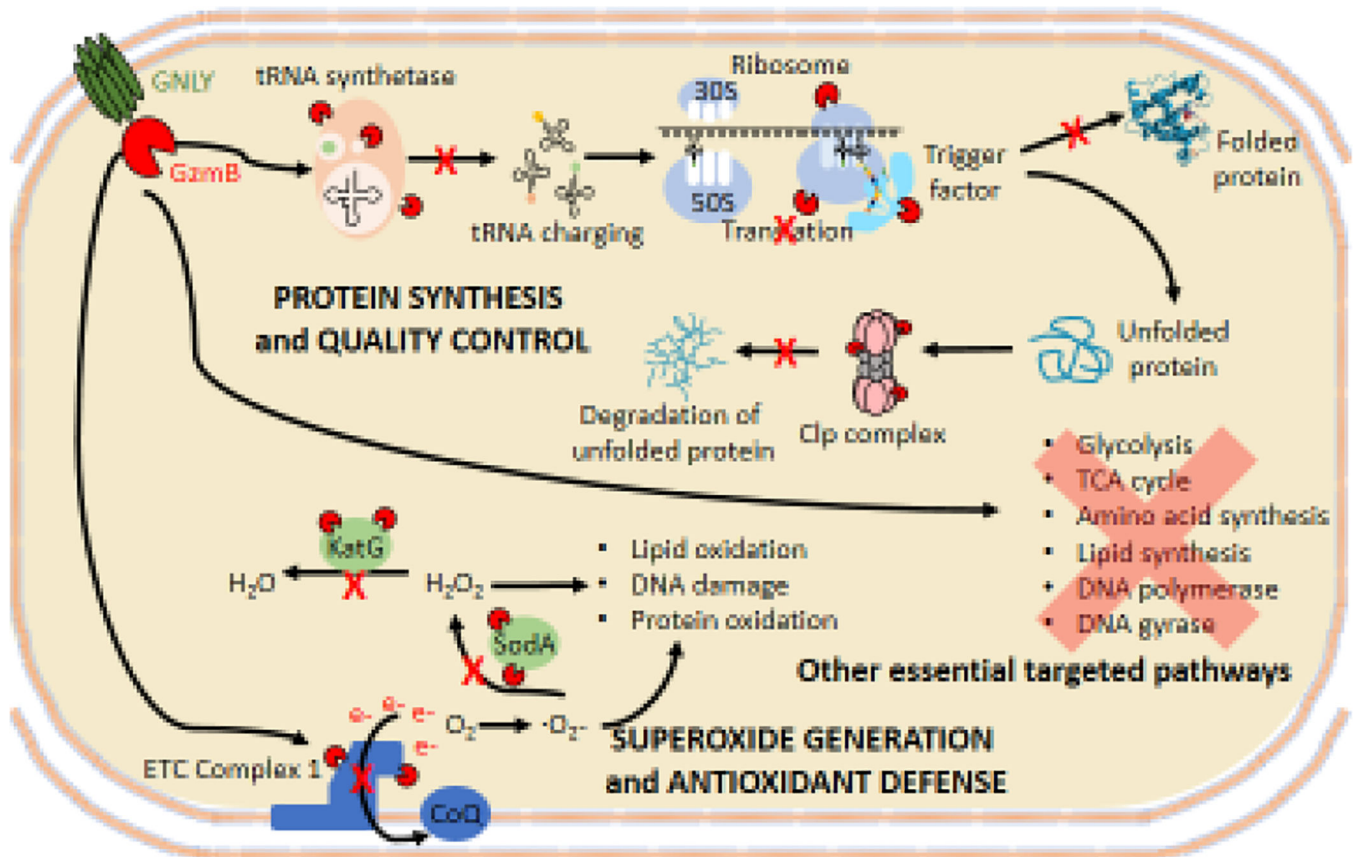 GNLY
GzmB
tRNA synthetase
tRNA charging
Ribosome
30S
50S
Translation
Trigger
factor
Folded
protein
PROTEIN SYNTHESIS
and QUALITY CONTROL
Unfolded
protein
Clp complex
Degradation of
unfolded protein
• Glycolysis
• TCA cycle
• Amino acid synthesis
• Lipid synthesis
• DNA polymerase
• DNA gyrase
Other essential targeted pathways
KatG
H₂O
H₂O₂
• Lipid oxidation
• DNA damage
• Protein oxidation
SodA
e- e- e-
e-
O₂
·O₂-
SUPEROXIDE GENERATION
and ANTIOXIDANT DEFENSE
ETC Complex 1
CoQ